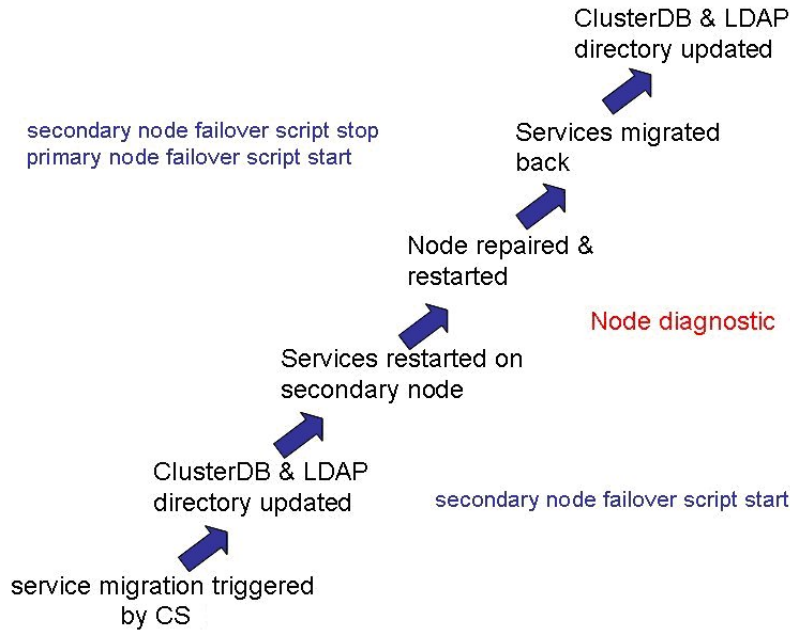 ClusterDB & LDAP
directory updated
secondary node failover script stop
primary node failover script start
Services migrated
back
Node repaired &
restarted
Node diagnostic
Services restarted on
secondary node
ClusterDB & LDAP
directory updated
secondary node failover script start
service migration triggered
by CS